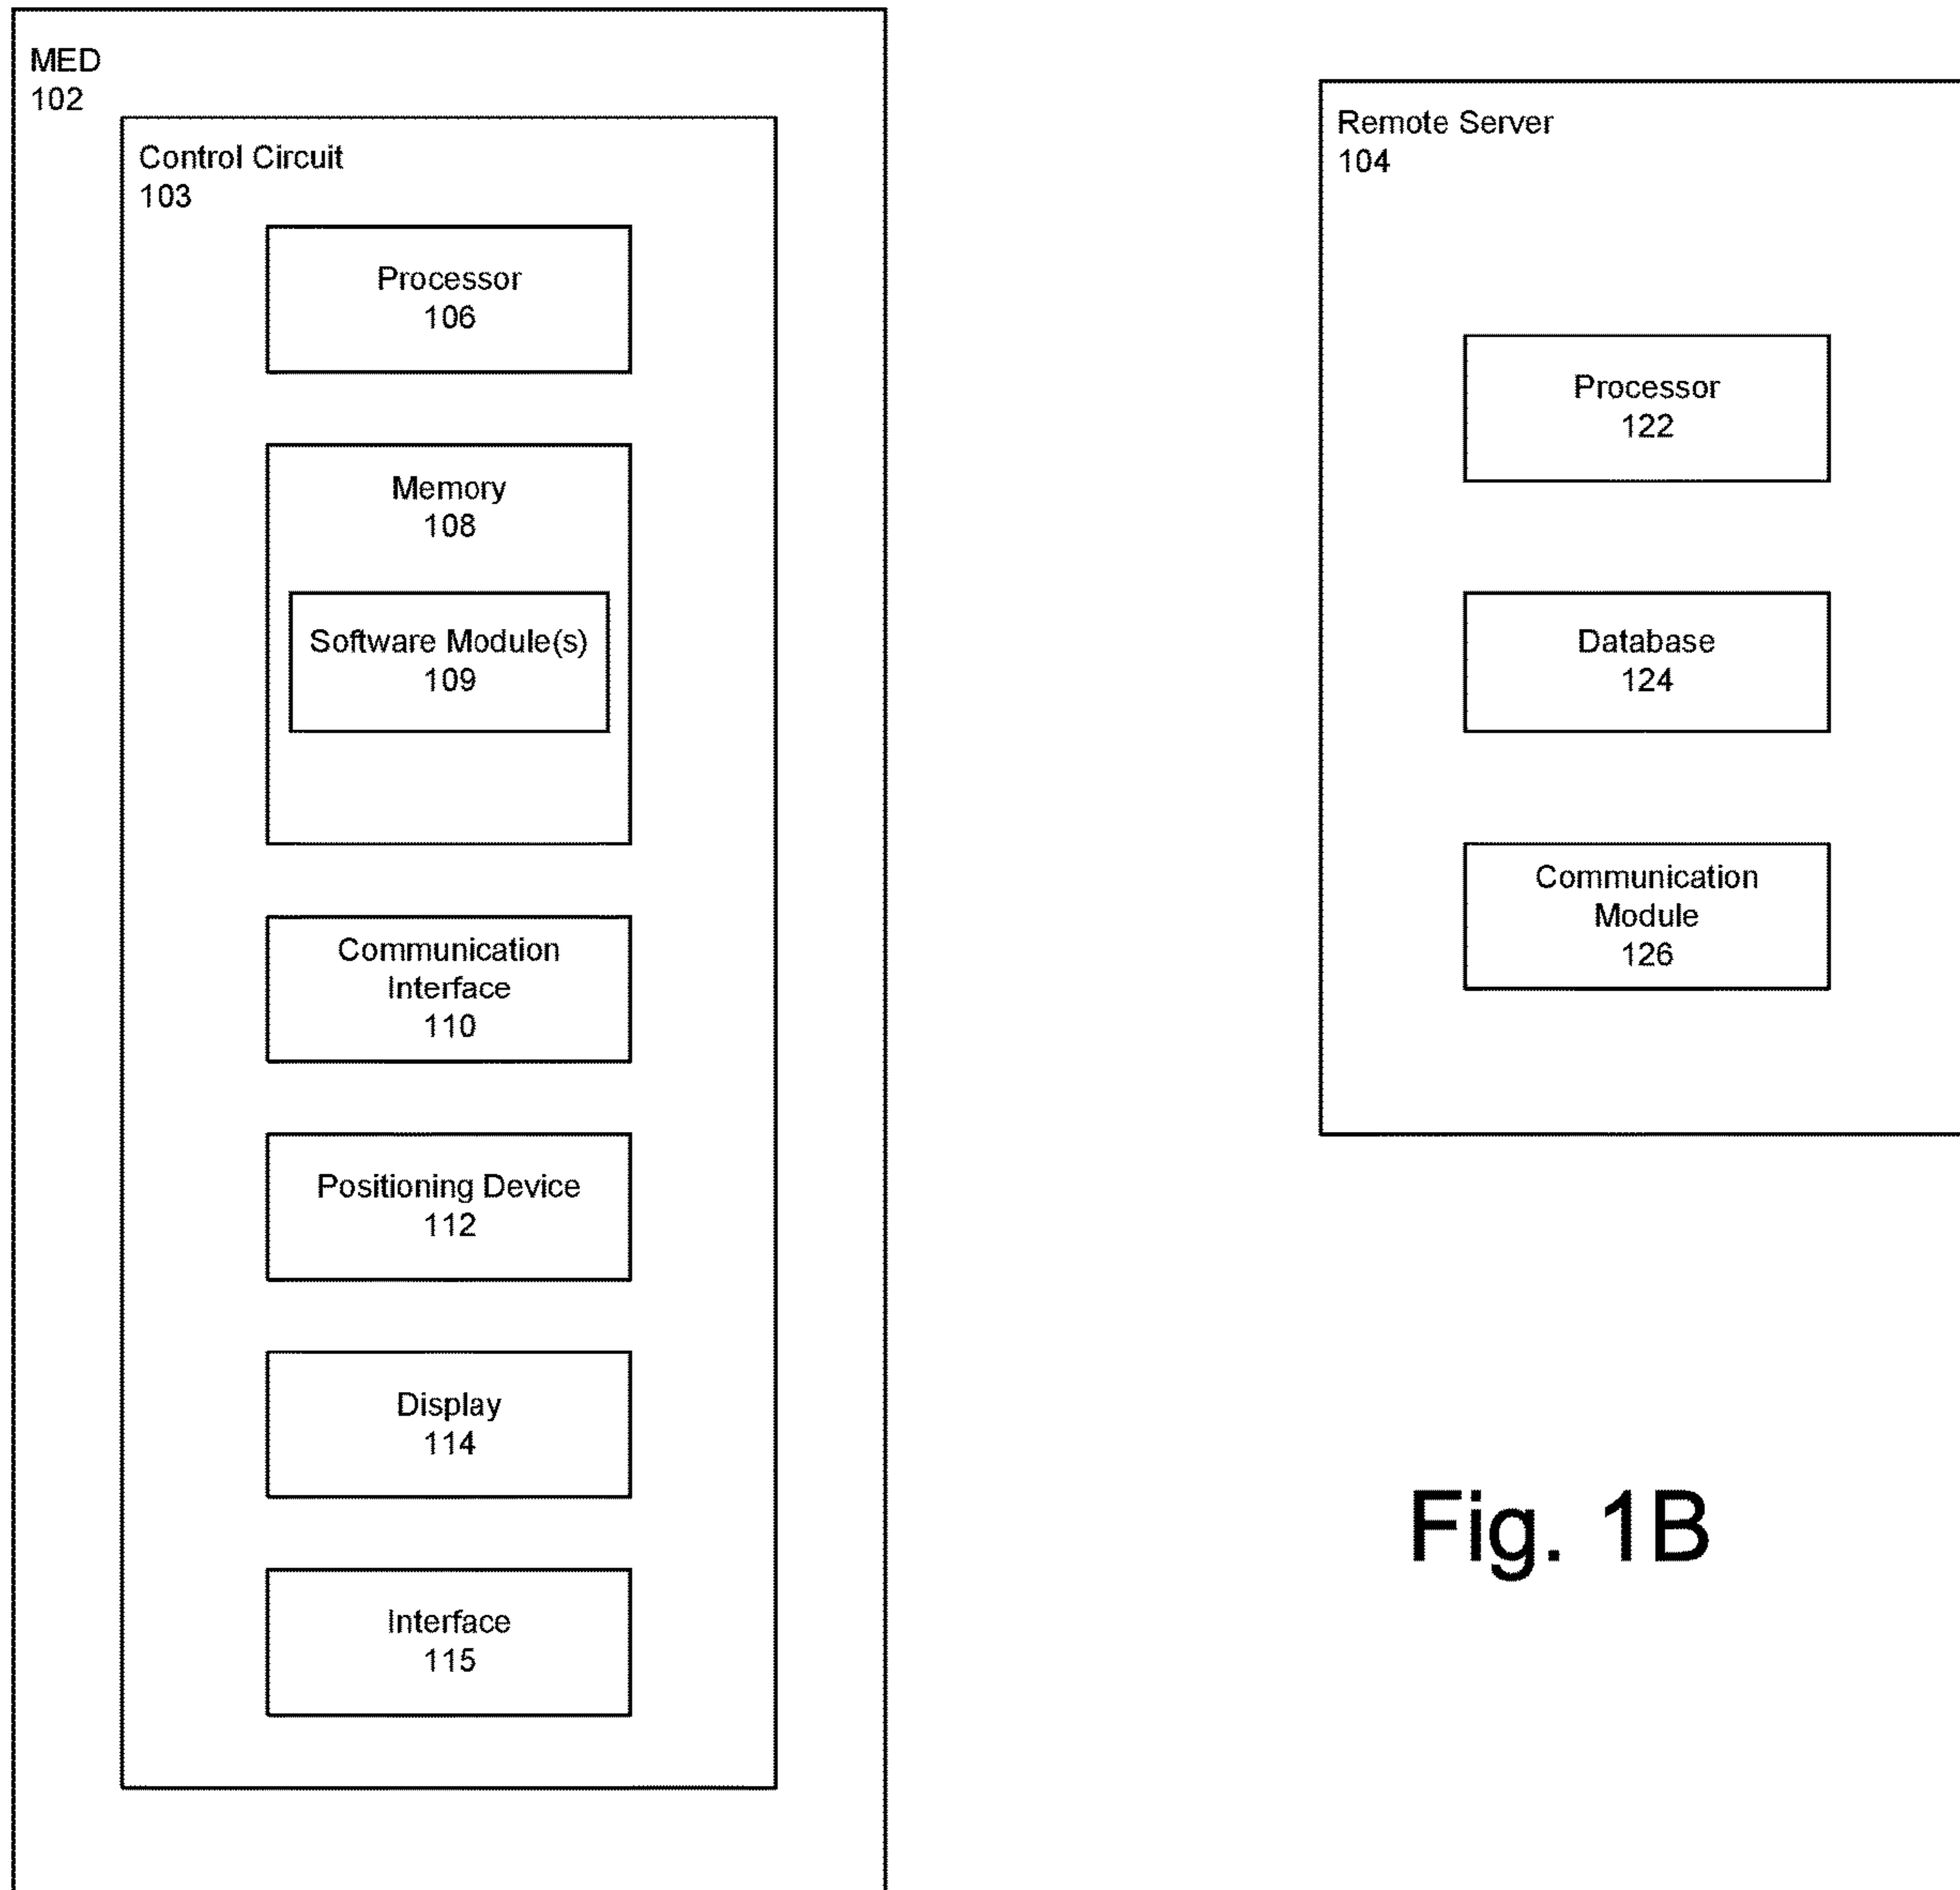 MED
102
Control Circuit
103
Processor
106
Memory
108
Software Module(s)
109
Communication
Interface
110
Positioning Device
112
Display
114
Interface
115
Remote Server
104
Processor
122
Database
124
Communication
Module
126
Fig. 1B